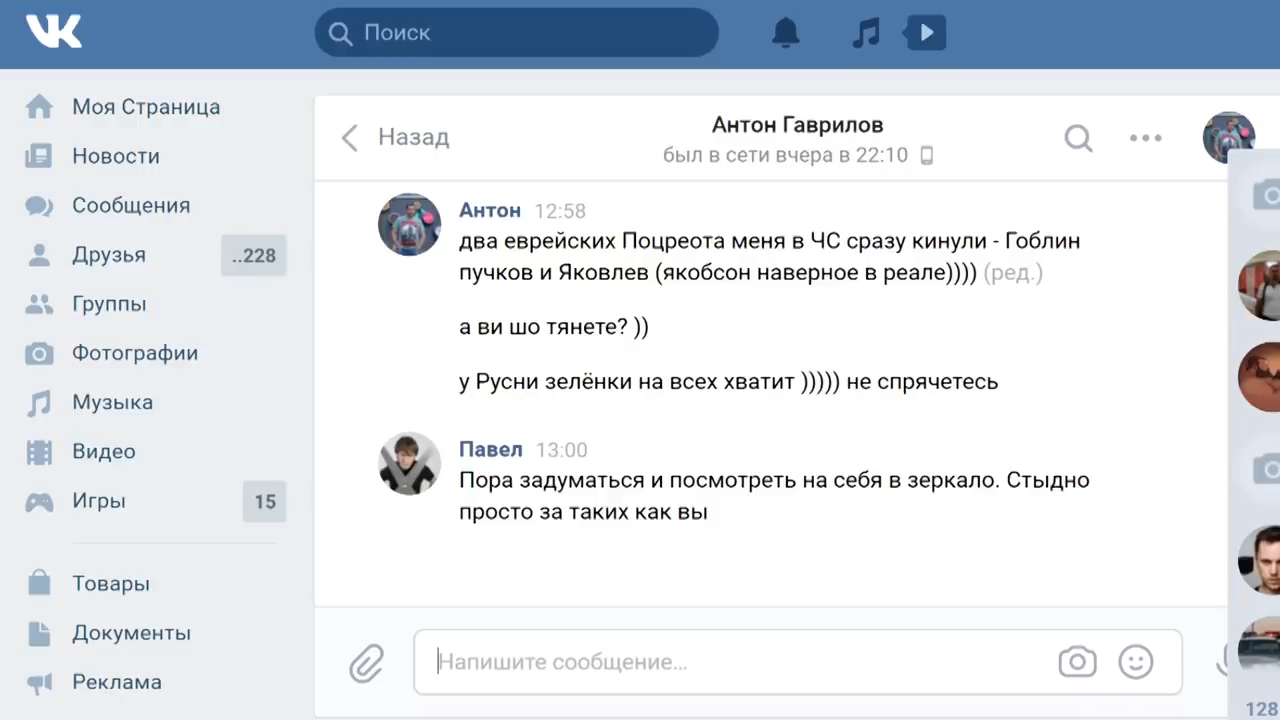 Поиск
Моя Страница
Новости
Сообщения
Друзья
..228
Группы
Фотографии
Музыка
Видео
Игры
15
Товары
Документы
Реклама
Назад
Антон Гаврилов
был в сети вчера в 22:10
Антон 12:58
два еврейских Поцреота меня в ЧС сразу кинули - Гоблин
пучков и Яковлев (якобсон наверное в реале)))) (ред.)
а ви шо тянете? ))
у Русни зелёнки на всех хватит ))))) не спрячетесь
Павел 13:00
Пора задуматься и посмотреть на себя в зеркало. Стыдно
просто за таких как вы
Напишите сообщение...
128